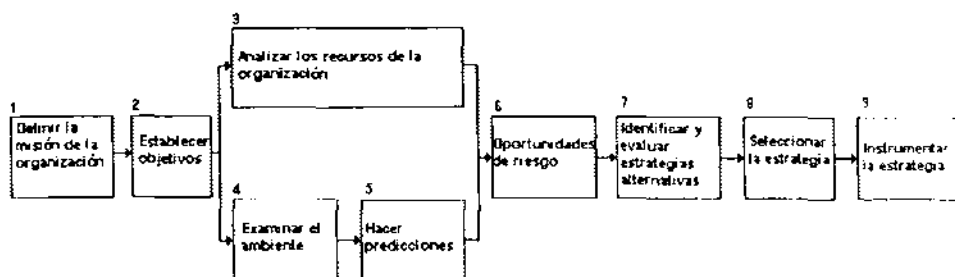 1
Definir la
misión de la
organización
2
Establecer
objetivos
3
Analizar los recursos de la
organización
4
Examinar el
ambiente
5
Hacer
predicciones
6
Oportunidades
de riesgo
7
Identificar y
evaluar
estrategias
alternativas
8
Seleccionar
la estrategia
9
Instrumentar
la estrategia